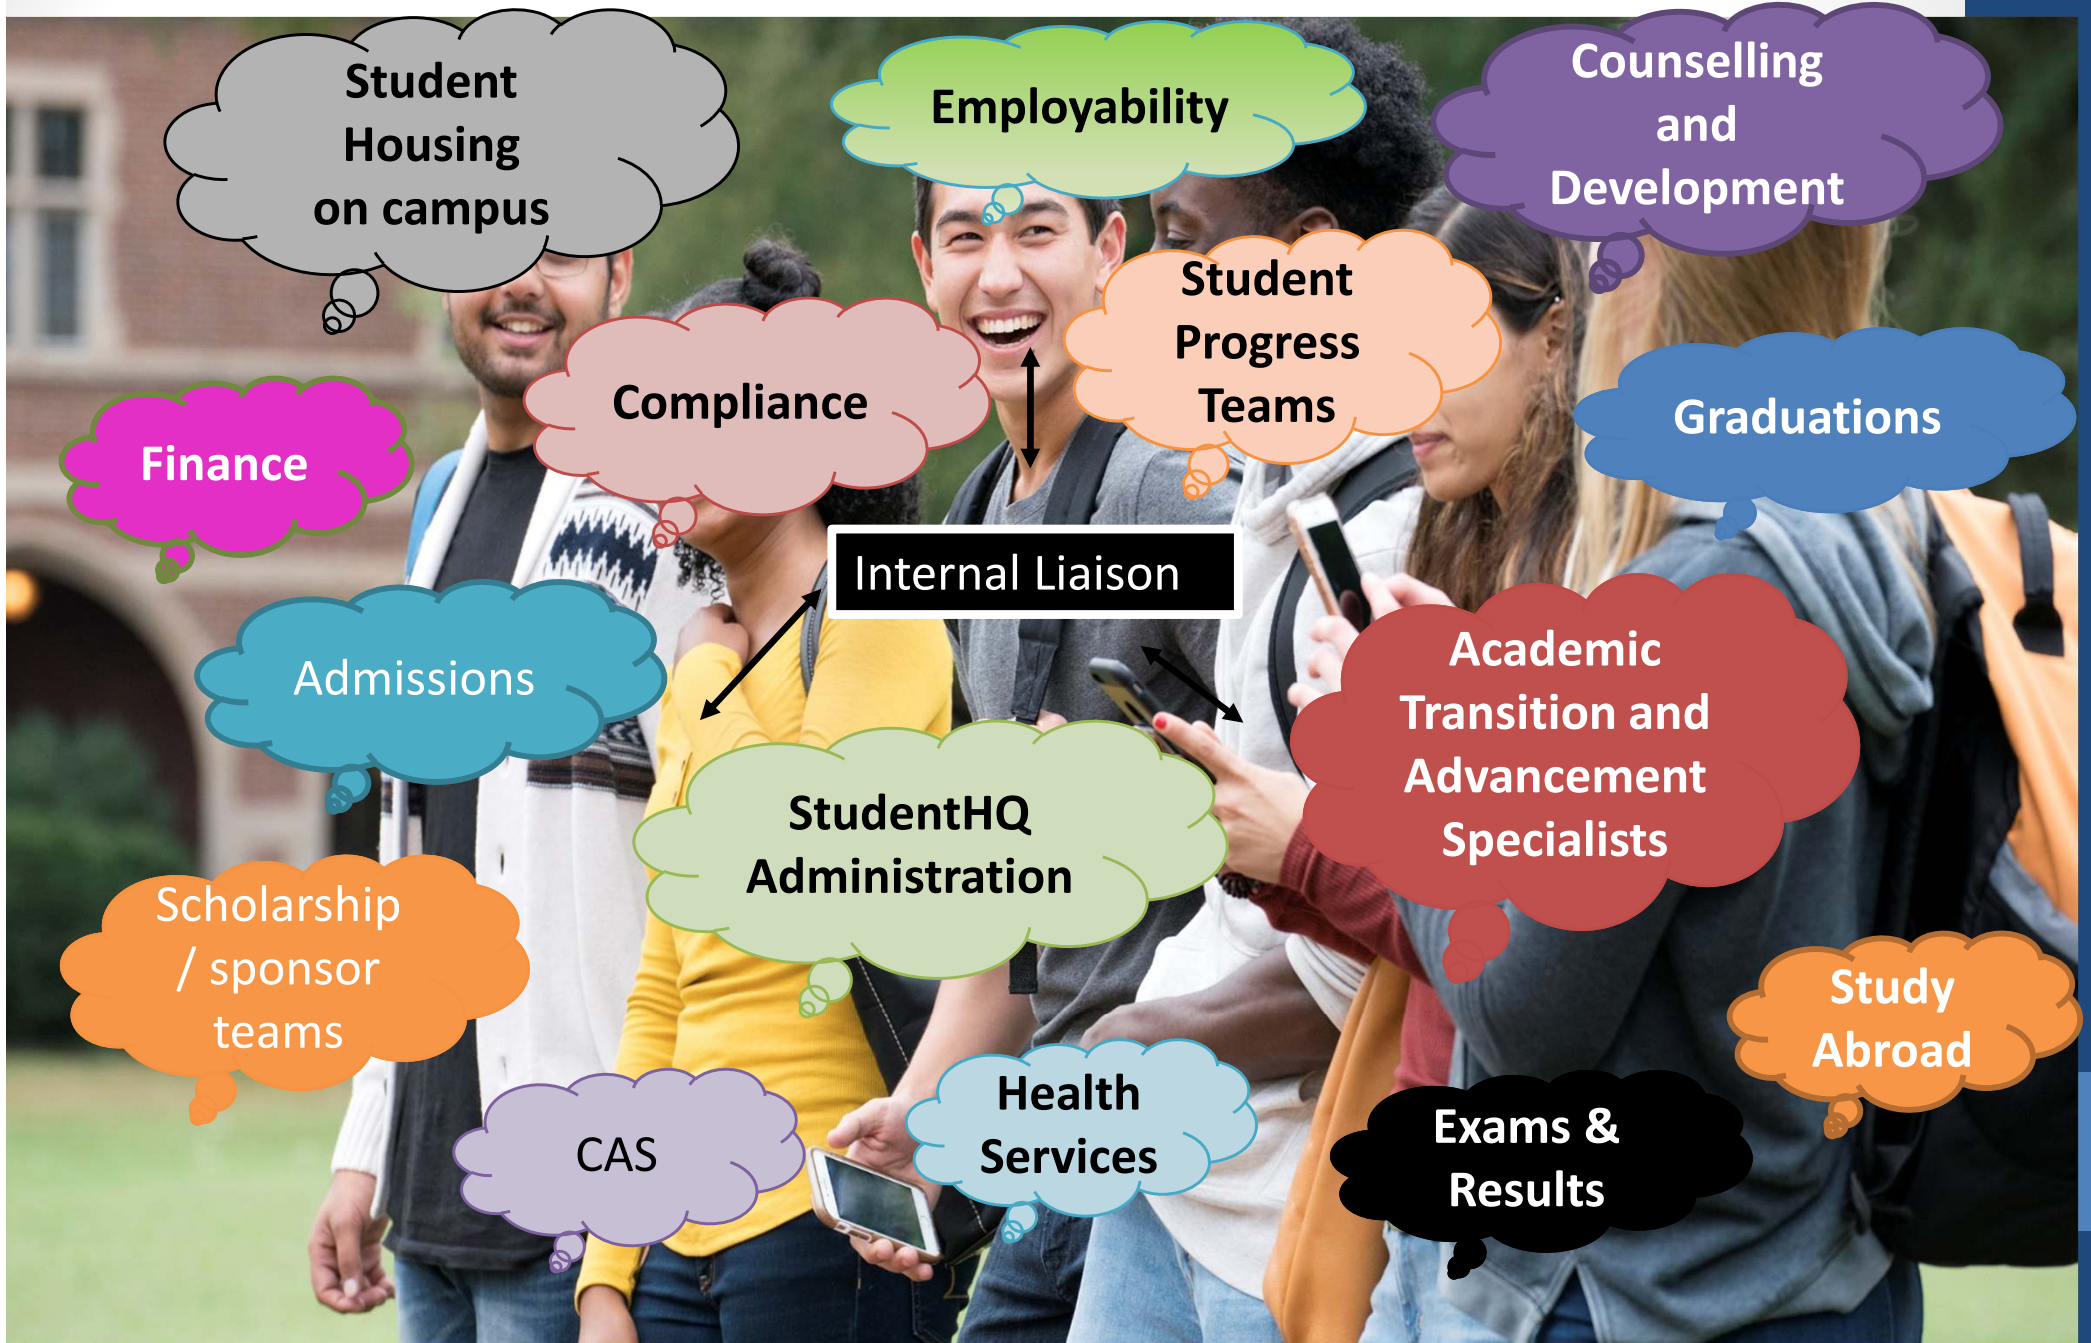 Student
Housing
on campus
Employability
Counselling
and
Development
Student
Progress
Teams
Compliance
Graduations
Finance
Internal Liaison
Admissions
Academic
Transition and
Advancement
Specialists
StudentHQ
Administration
Scholarship
/ sponsor
teams
Study
Abroad
CAS
Health
Services
Exams &
Results